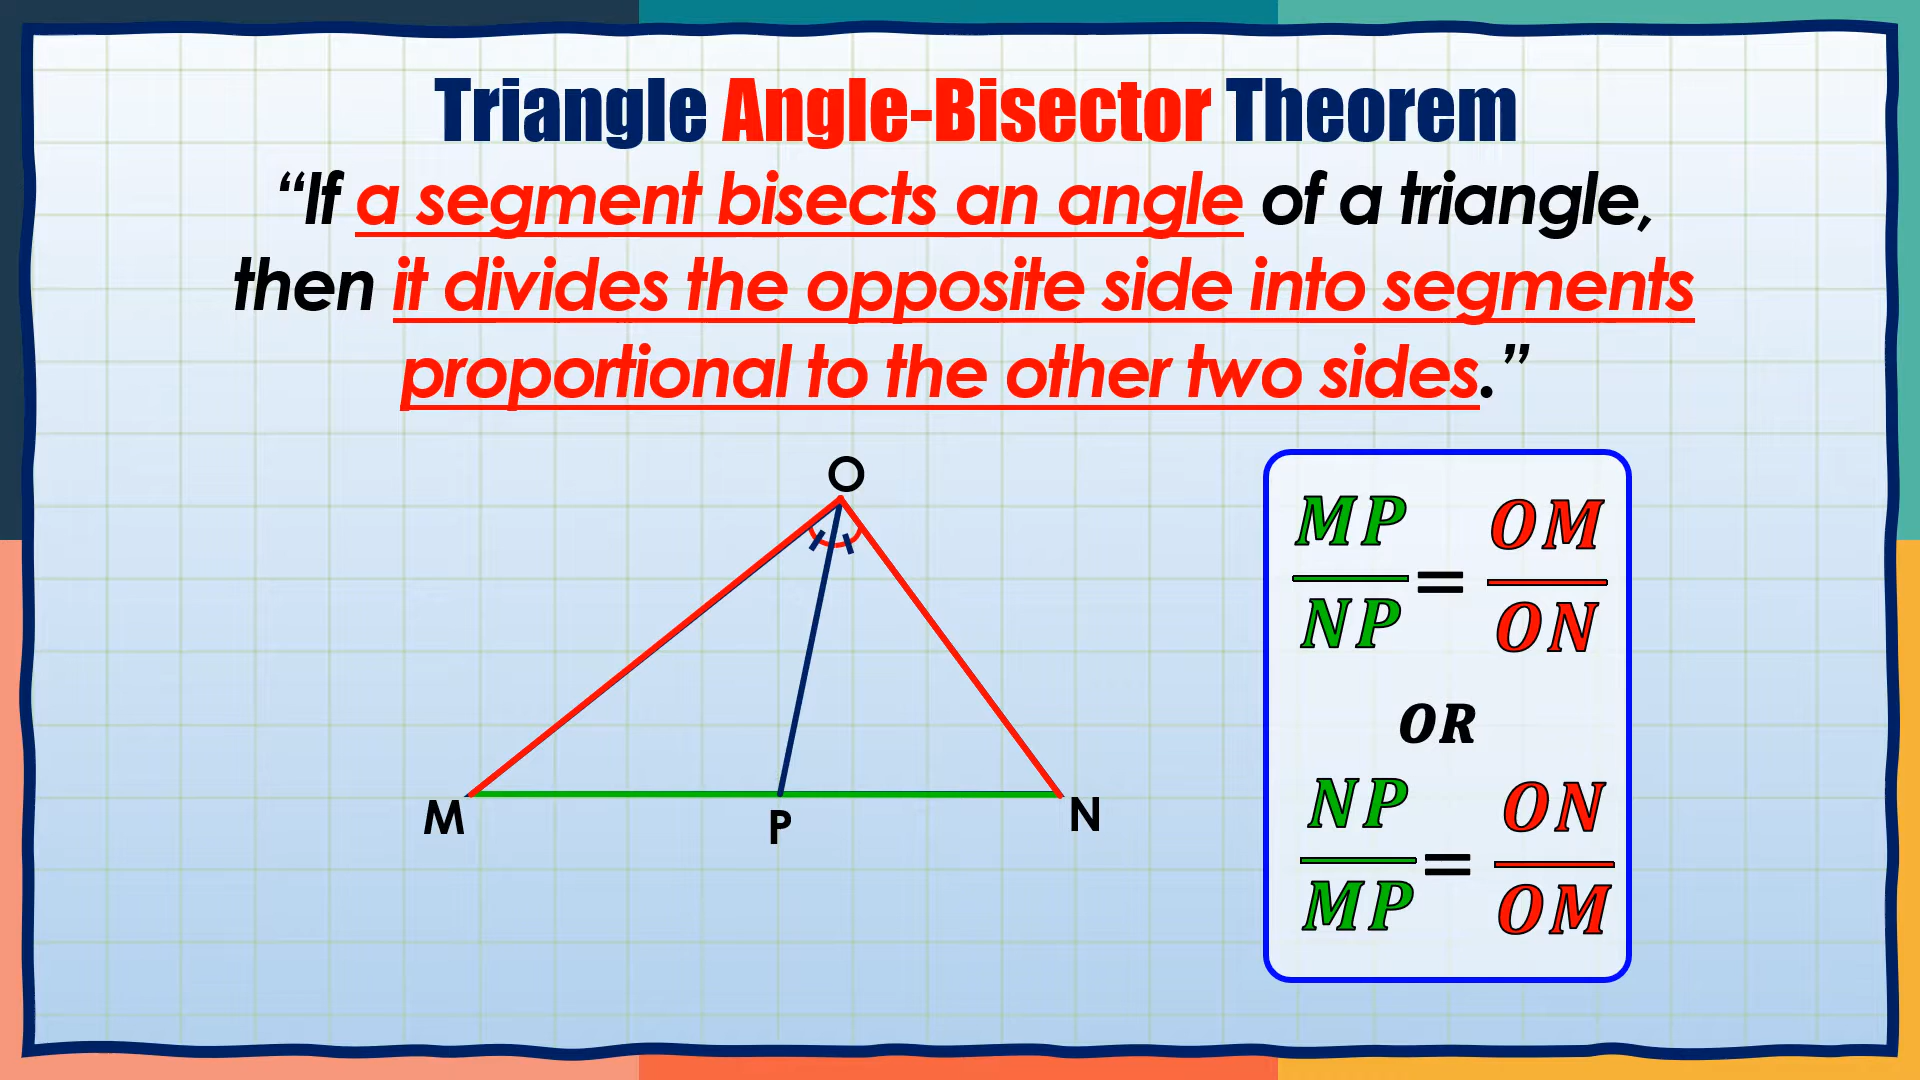 Triangle Angle-Bisector Theorem
“If a segment bisects an angle of a triangle,
then it divides the opposite side into segments
proportional to the other two sides.”
O
M
P
N
MP/NP = OM/ON
OR
NP/MP = ON/OM